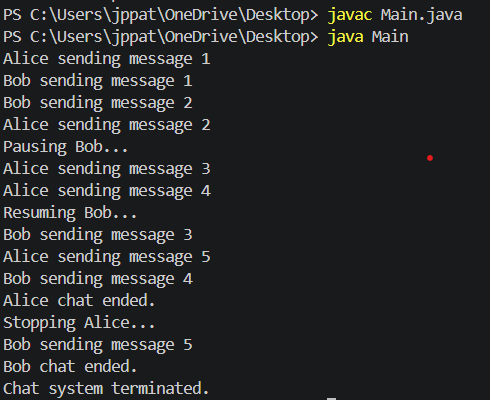 PS C:\Users\jppat\OneDrive\Desktop> javac Main.java
PS C:\Users\jppat\OneDrive\Desktop> java Main
Alice sending message 1
Bob sending message 1
Bob sending message 2
Alice sending message 2
Pausing Bob...
Alice sending message 3
Alice sending message 4
Resuming Bob...
Bob sending message 3
Alice sending message 5
Bob sending message 4
Alice chat ended.
Stopping Alice...
Bob sending message 5
Bob chat ended.
Chat system terminated.